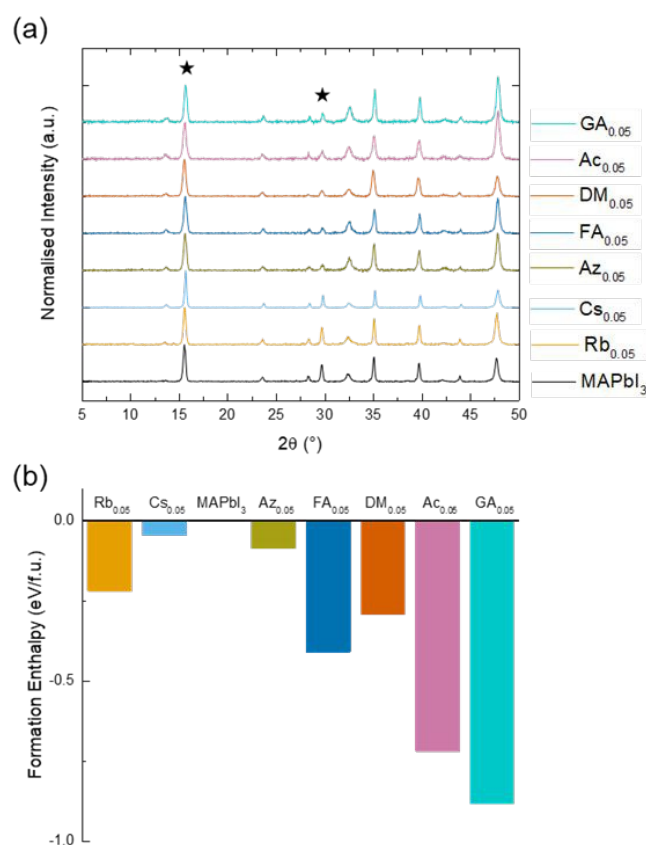 (a)
Normalised Intensity (a.u.)
★
★
5 10 15 20 25 30 35 40 45 50
2θ (°)
GA0.05
Ac0.05
DM0.05
FA0.05
Az0.05
Cs0.05
Rb0.05
MAPbI3
(b)
Rb0.05 Cs0.05 MAPbI3 Az0.05 FA0.05 DM0.05 Ac0.05 GA0.05
0.0
-0.5
-1.0
Formation Enthalpy (eV/f.u.)